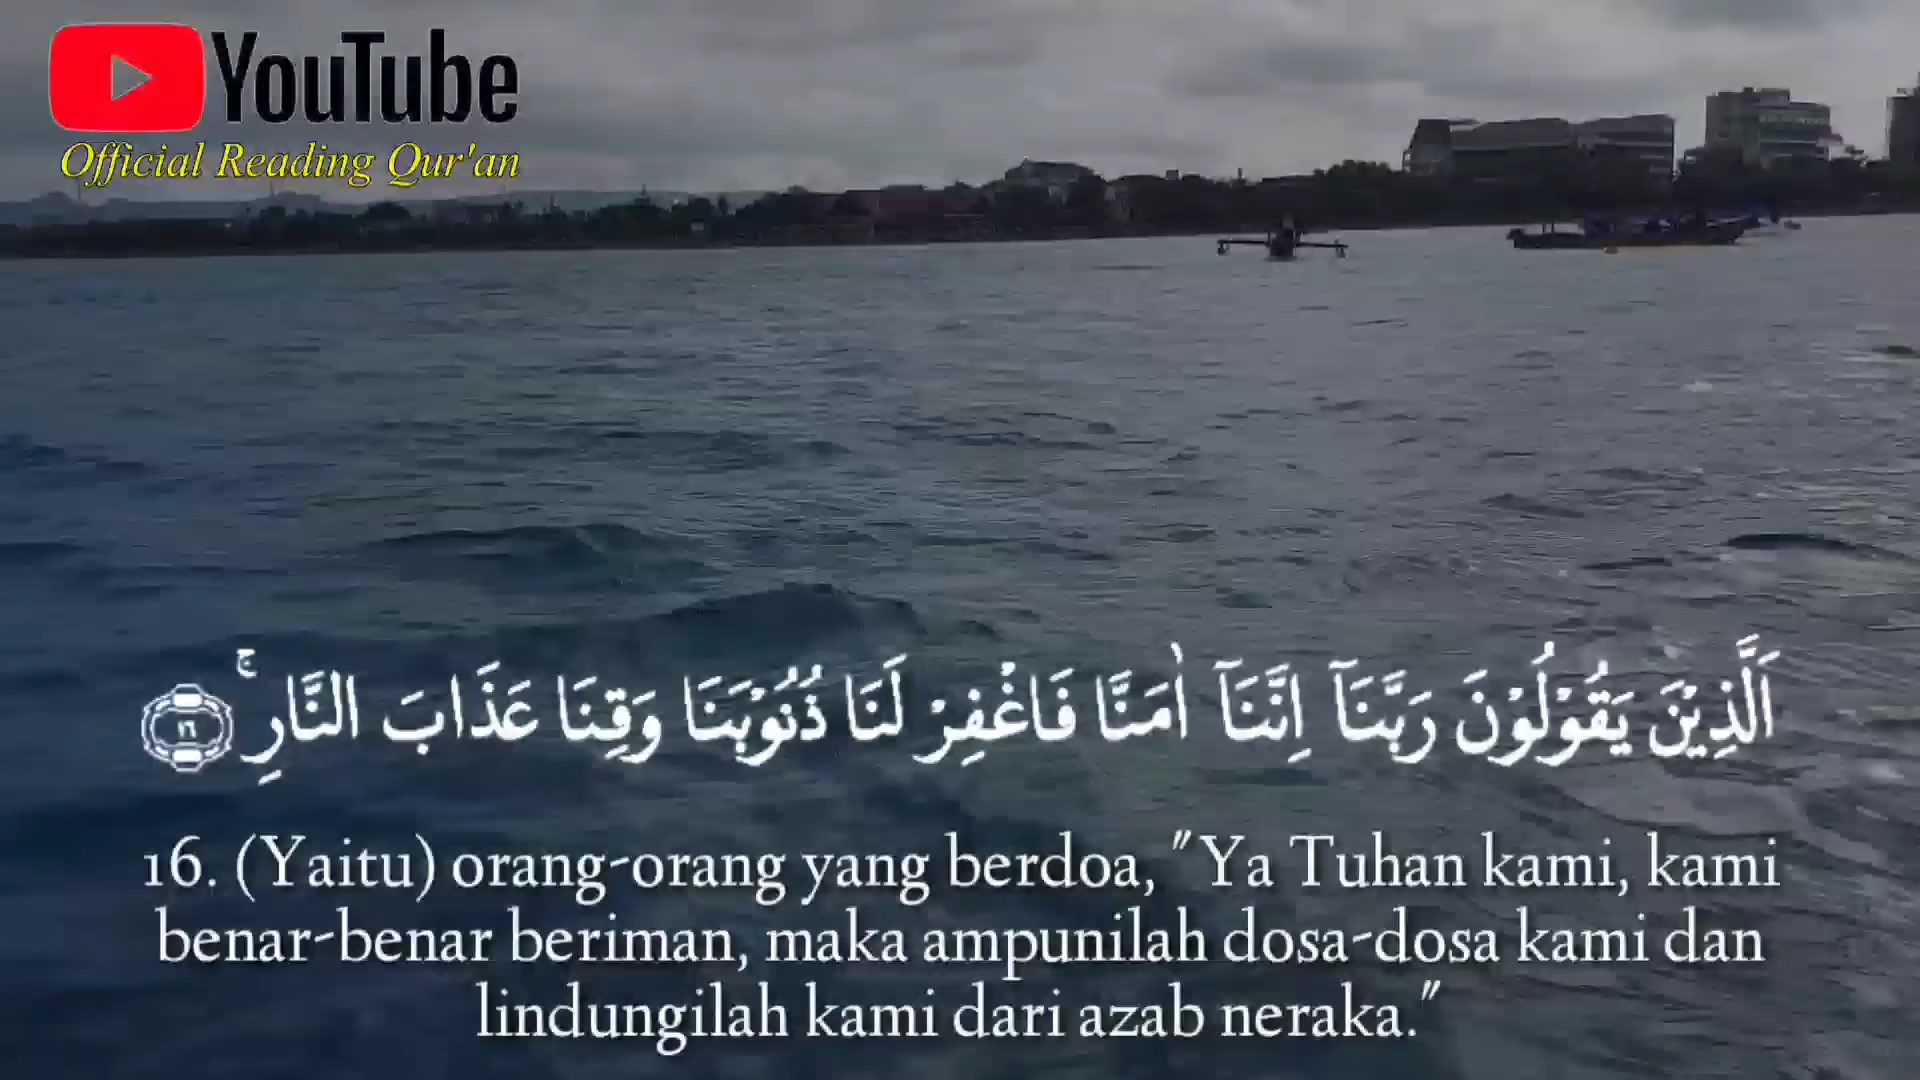 YouTube
Official Reading Qur'an
اَلَّذِيْنَ يَقُوْلُوْنَ رَبَّنَآ اِنَّنَآ اٰمَنَّا فَاغْفِرْ لَنَا ذُنُوْبَنَا وَقِنَا عَذَابَ النَّارِۚ ١٦
16. (Yaitu) orang-orang yang berdoa, "Ya Tuhan kami, kami
benar-benar beriman, maka ampunilah dosa-dosa kami dan
lindungilah kami dari azab neraka."